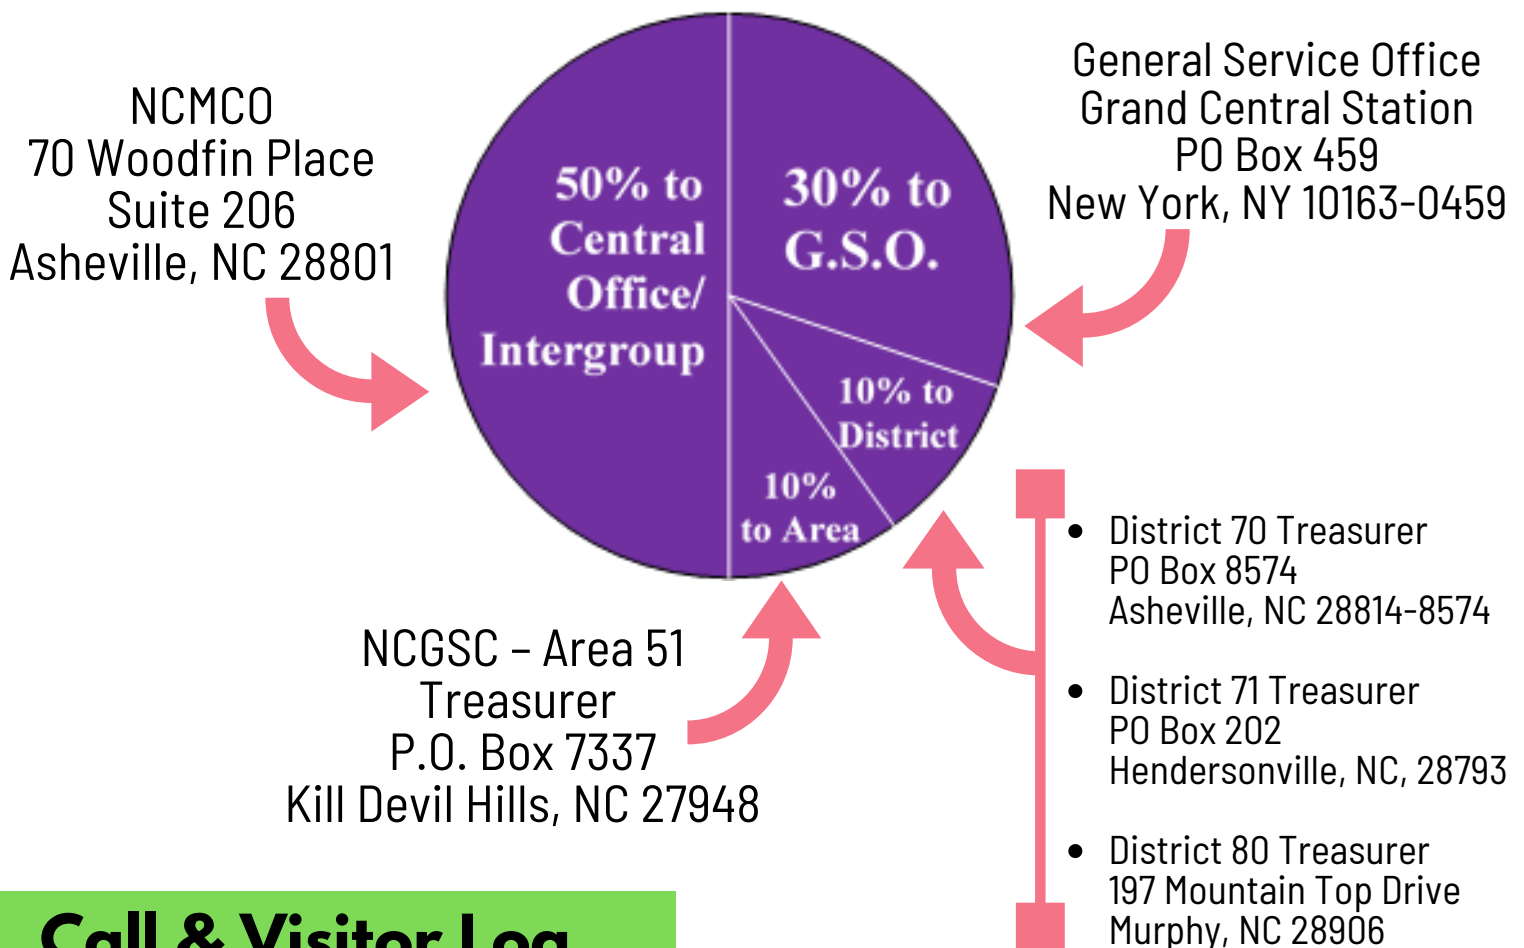 NCMCO
70 Woodfin Place
Suite 206
Asheville, NC 28801
50% to
Central
Office/
Intergroup
30% to
G.S.O.
10% to
District
10%
to Area
General Service Office
Grand Central Station
PO Box 459
New York, NY 10163-0459
NCGSC – Area 51
Treasurer
P.O. Box 7337
Kill Devil Hills, NC 27948
• District 70 Treasurer
PO Box 8574
Asheville, NC 28814-8574
• District 71 Treasurer
PO Box 202
Hendersonville, NC, 28793
• District 80 Treasurer
197 Mountain Top Drive
Murphy, NC 28906
Call & Visitor Log